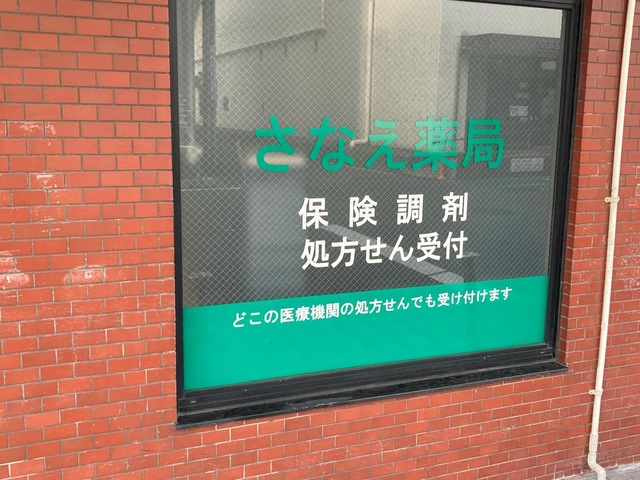 さなえ薬局
保険調剤
処方せん受付
どこの医療機関の処方せんでも受け付けます